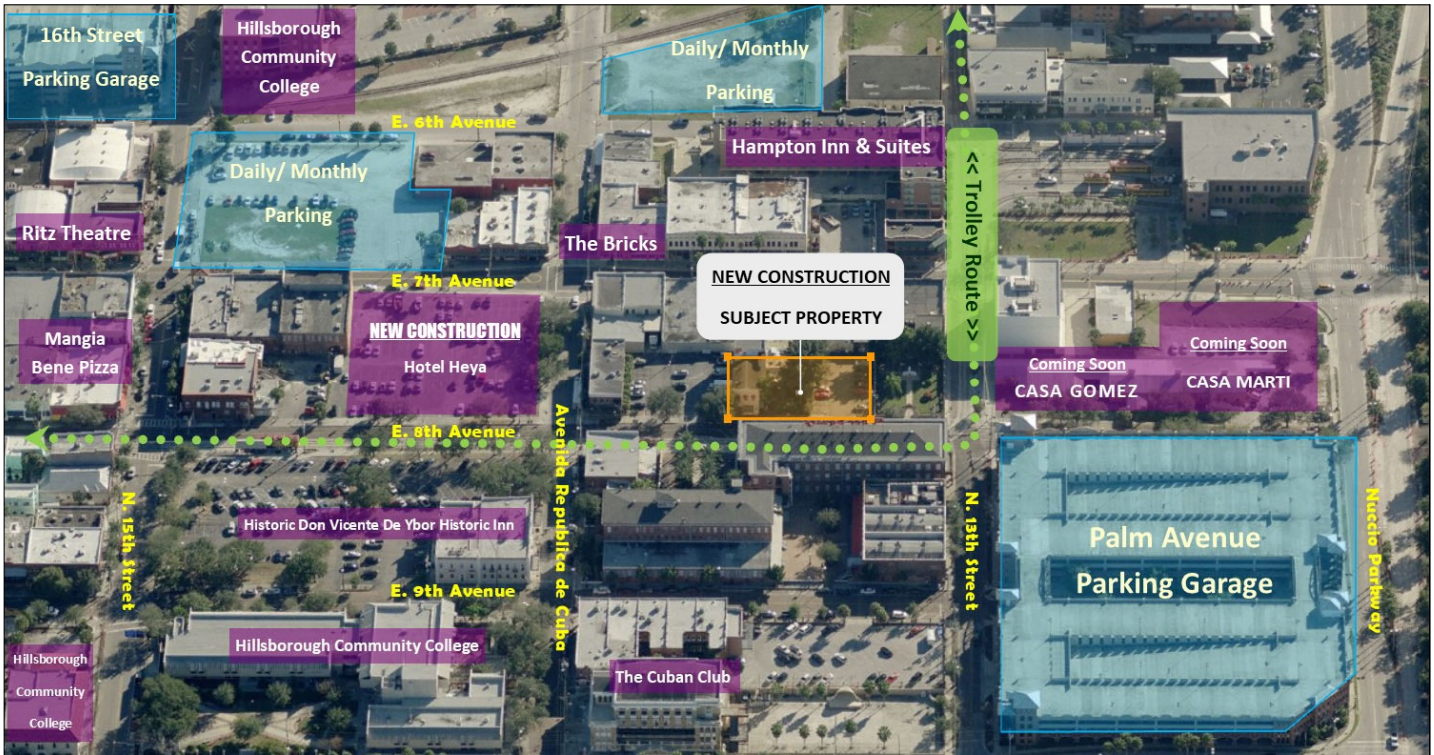 16th Street
Parking Garage
Hillsborough
Community
College
Daily/ Monthly
Parking
E. 6th Avenue
Hampton Inn & Suites
Daily/ Monthly
Parking
<< Trolley Route >>
Ritz Theatre
The Bricks
E. 7th Avenue
NEW CONSTRUCTION
SUBJECT PROPERTY
Mangia
Bene Pizza
NEW CONSTRUCTION
Hotel Heya
Coming Soon
CASA GOMEZ
Coming Soon
CASA MARTI
E. 8th Avenue
Avenida Republica de Cuba
N. 15th Street
Historic Don Vicente De Ybor Historic Inn
N. 13th Street
Palm Avenue
Parking Garage
Nuccio Parkway
E. 9th Avenue
Hillsborough Community College
The Cuban Club
Hillsborough
Community
College